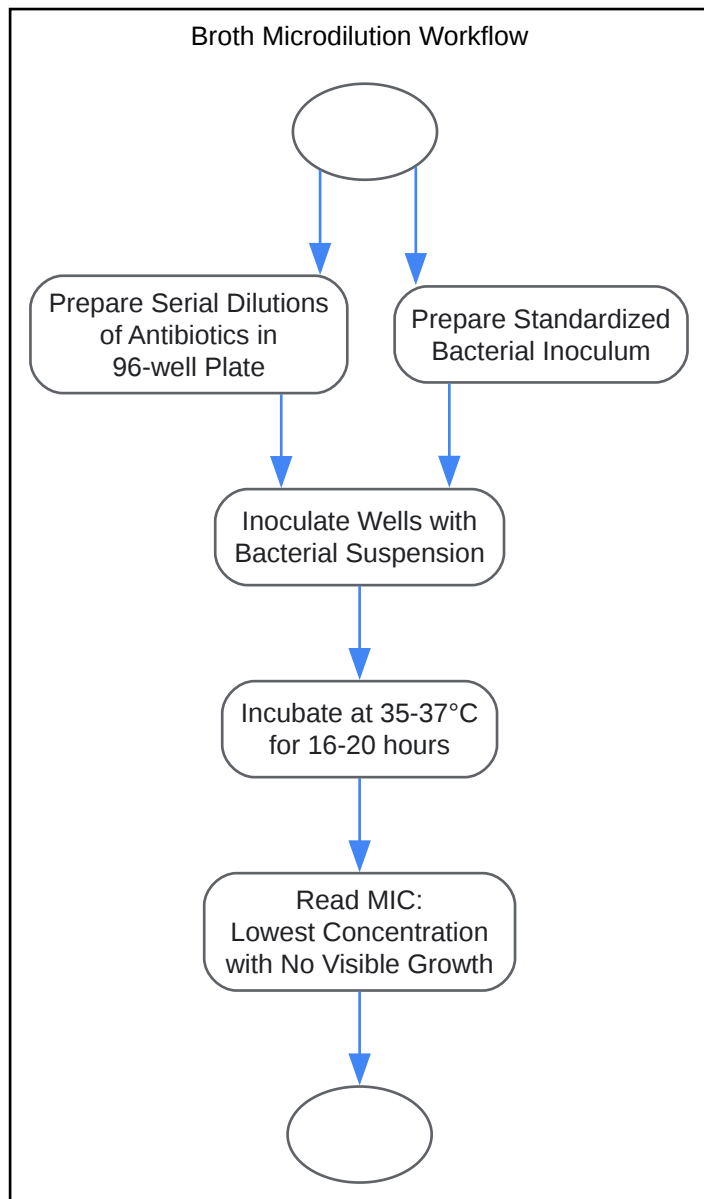 Broth Microdilution Workflow
Prepare Serial Dilutions
of Antibiotics in
96-well Plate
Prepare Standardized
Bacterial Inoculum
Inoculate Wells with
Bacterial Suspension
Incubate at 35-37°C
for 16-20 hours
Read MIC:
Lowest Concentration
with No Visible Growth